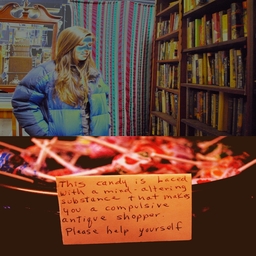 This candy is laced
with a mind-altering
substance that makes
you a compulsive
antique shopper
Please help yourself